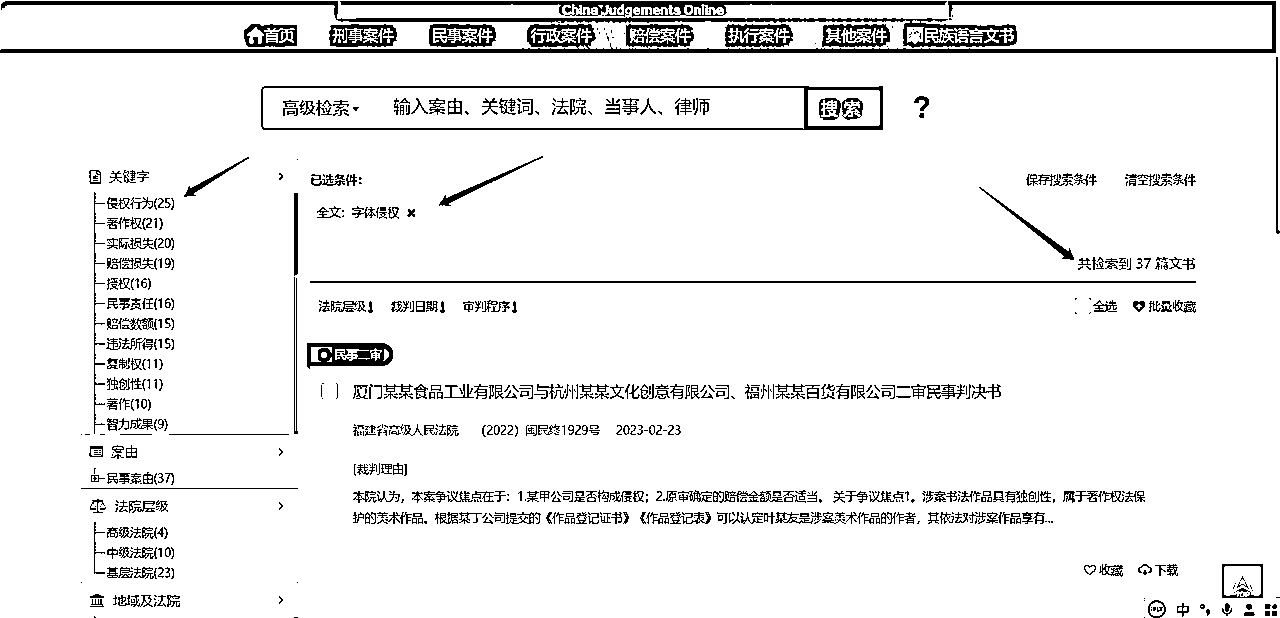 China Judgements Online
首页 刑事案件 民事案件 行政案件 赔偿案件 执行案件 其他案件 民族语言文书
高级检索 输入案由、关键词、法院、当事人、律师 搜索 ?
关键字
侵权行为(25)
著作权(21)
实际损失(20)
赔偿损失(19)
授权(16)
民事责任(16)
赔偿数额(15)
违法所得(15)
复制权(11)
独创性(11)
著作(10)
智力成果(9)
案由
民事案由(37)
法院层级
高级法院(4)
中级法院(10)
基层法院(23)
地域及法院
已选条件: 保存搜索条件 清空搜索条件
全文: 字体侵权 ×
共检索到 37 篇文书
法院层级 裁判日期 审判程序 全选 批量收藏
民事二审
厦门某某食品工业有限公司与杭州某某文化创意有限公司、福州某某百货有限公司二审民事判决书
福建省高级人民法院 (2022) 闽民终1929号 2023-02-23
[裁判理由]
本院认为，本案争议焦点在于：1.某甲公司是否构成侵权；2.原审确定的赔偿金额是否适当。 关于争议焦点1。涉案书法作品具有独创性，属于著作权法保
护的美术作品。根据某丁公司提交的《作品登记证书》《作品登记表》可以认定叶某友是涉案美术作品的作者，其依法对涉案作品享有...
收藏 下载
中